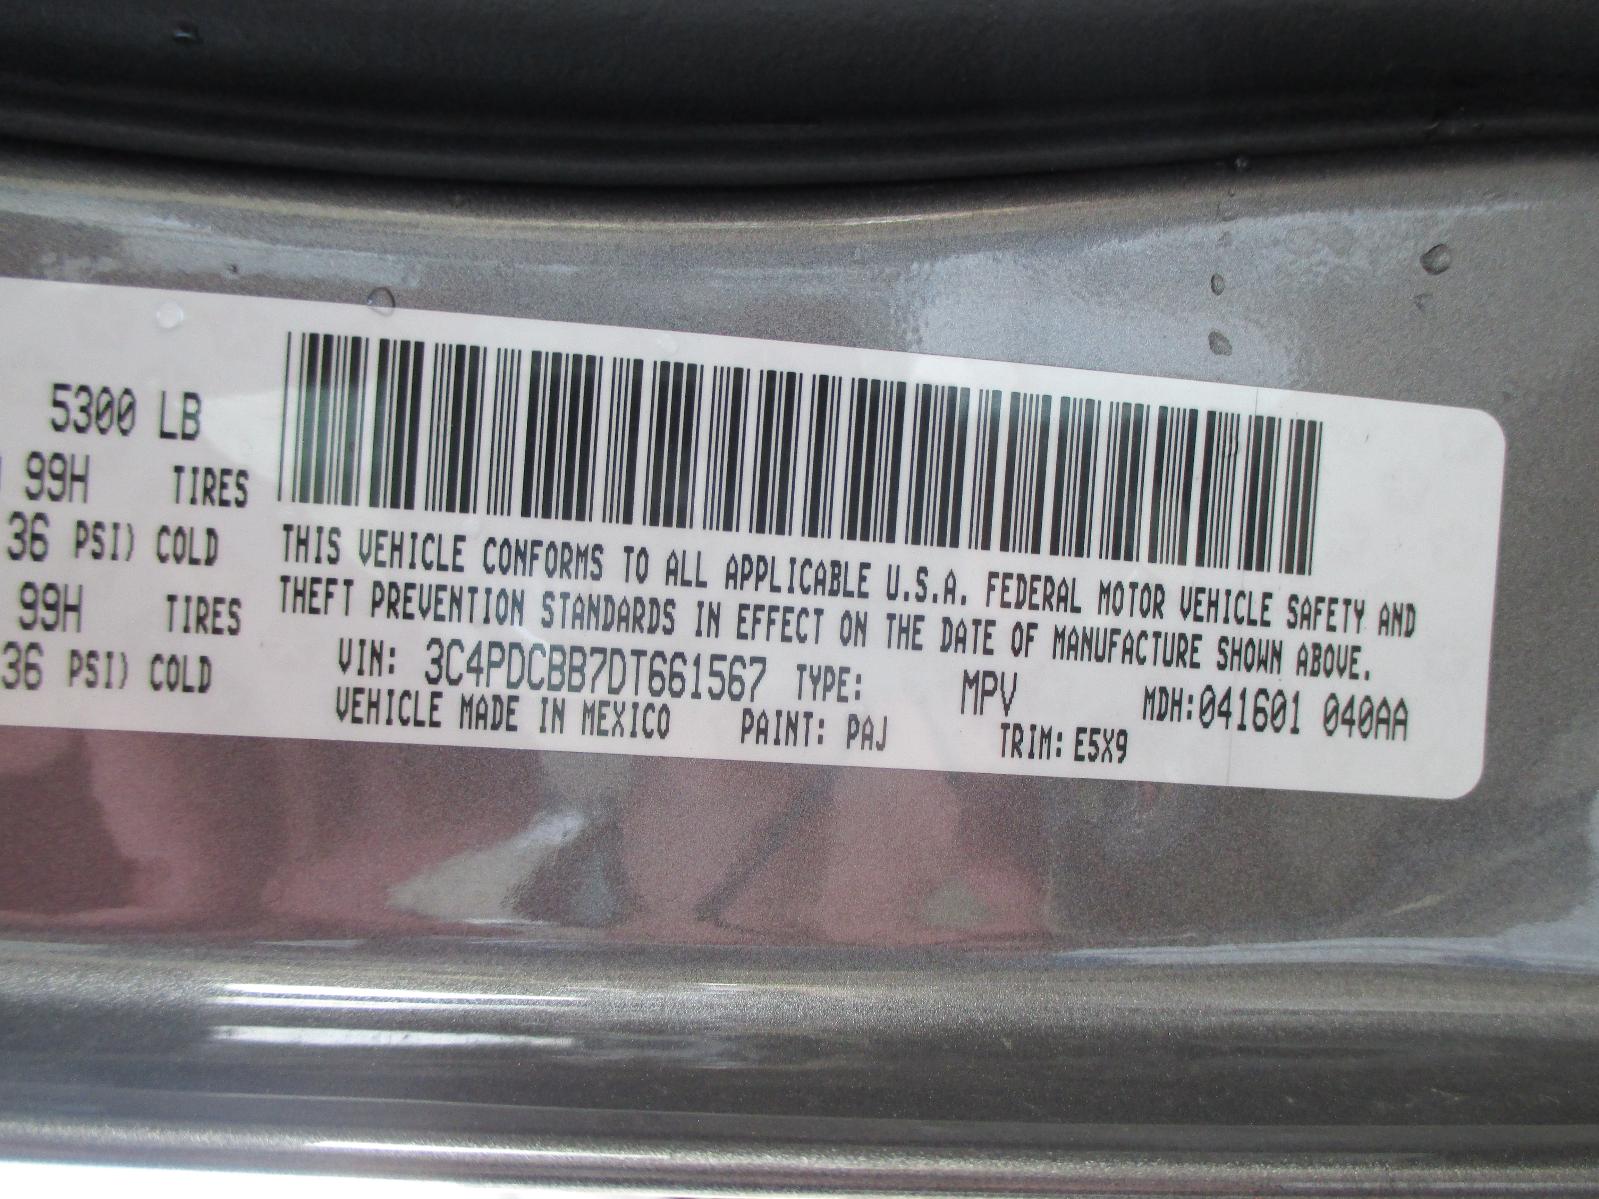 5300 LB
99H TIRES
36 PSI) COLD
99H TIRES
36 PSI) COLD
THIS VEHICLE CONFORMS TO ALL APPLICABLE U.S.A. FEDERAL MOTOR VEHICLE SAFETY AND
THEFT PREVENTION STANDARDS IN EFFECT ON THE DATE OF MANUFACTURE SHOWN ABOVE.
VIN: 3C4PDCBB7DT661567 TYPE: MPV MDH:041601 040AA
VEHICLE MADE IN MEXICO PAINT: PAJ TRIM: E5X9